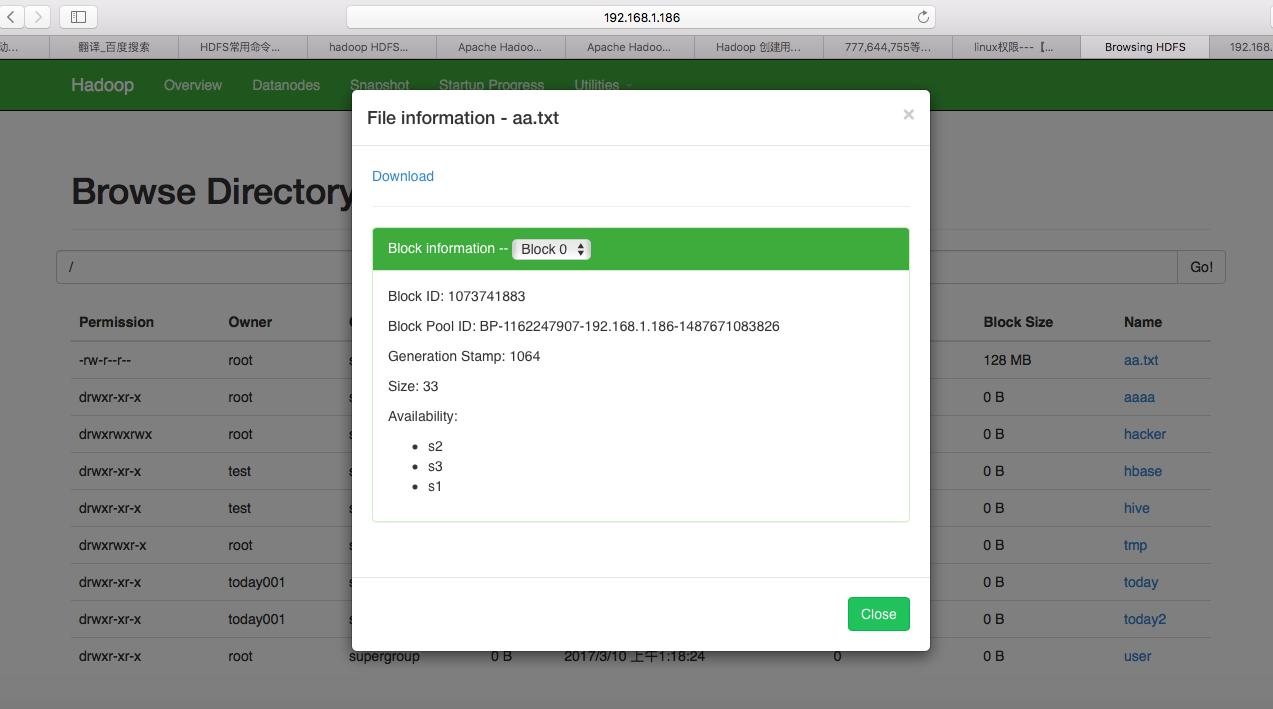 192.168.1.186
动... 翻译_百度搜索 HDFS常用命令... hadoop HDFS... Apache Hadoo... Apache Hadoo... Hadoop 创建用... 777,644,755等... linux权限---【... Browsing HDFS 192.168.
Hadoop Overview Datanodes Snapshot Startup Progress Utilities
File information - aa.txt ×
Download
Browse Directory
Block information -- Block 0
/ Go!
Block ID: 1073741883
Block Pool ID: BP-1162247907-192.168.1.186-1487671083826
Generation Stamp: 1064
Size: 33
Availability:
s2
s3
s1
Close
Permission Owner Block Size Name
-rw-r--r-- root 128 MB aa.txt
drwxr-xr-x root 0 B aaaa
drwxrwxrwx root 0 B hacker
drwxr-xr-x test 0 B hbase
drwxr-xr-x test 0 B hive
drwxrwxr-x root 0 B tmp
drwxr-xr-x today001 0 B today
drwxr-xr-x today001 0 B today2
drwxr-xr-x root supergroup 0 B 2017/3/10 上午1:18:24 0 0 B user